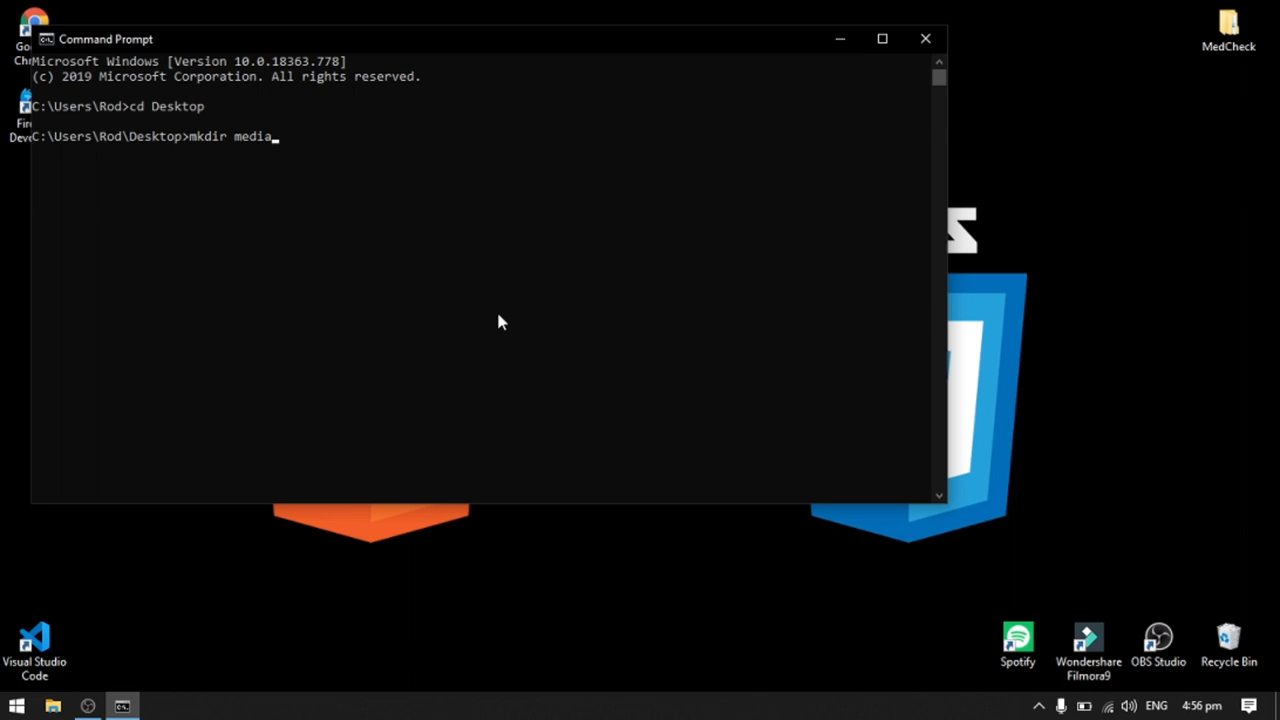 Command Prompt
Microsoft Windows [Version 10.0.18363.778]
(c) 2019 Microsoft Corporation. All rights reserved.
C:\Users\Rod>cd Desktop
C:\Users\Rod\Desktop>mkdir media
MedCheck
Visual Studio
Code
Spotify
Wondershare
Filmora9
OBS Studio
Recycle Bin
ENG
4:56 pm